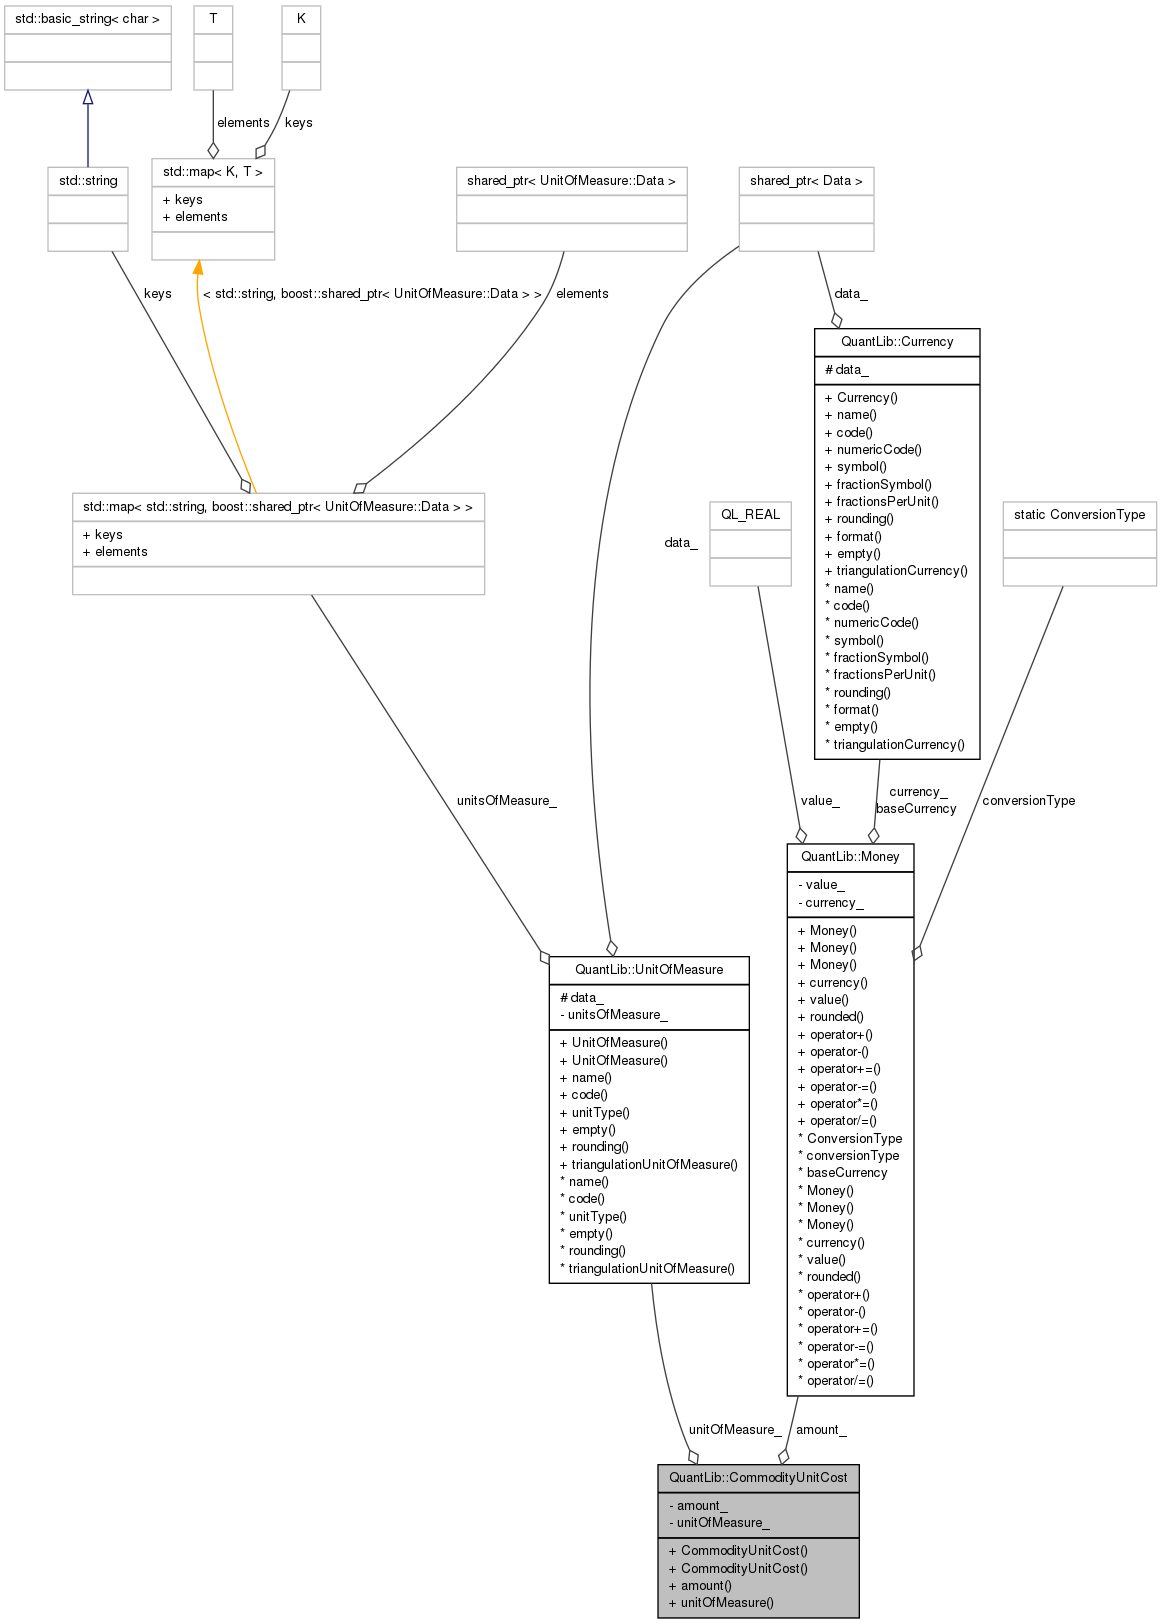 std::basic_string< char >
T
K
elements
keys
std::string
std::map< K, T >
+ keys
+ elements
shared_ptr< UnitOfMeasure::Data >
shared_ptr< Data >
keys
< std::string, boost::shared_ptr< UnitOfMeasure::Data > >
elements
data_
QuantLib::Currency
# data_
+ Currency()
+ name()
+ code()
+ numericCode()
+ symbol()
+ fractionSymbol()
+ fractionsPerUnit()
+ rounding()
+ format()
+ empty()
+ triangulationCurrency()
* name()
* code()
* numericCode()
* symbol()
* fractionSymbol()
* fractionsPerUnit()
* rounding()
* format()
* empty()
* triangulationCurrency()
std::map< std::string, boost::shared_ptr< UnitOfMeasure::Data > >
+ keys
+ elements
data_
QL_REAL
static ConversionType
unitsOfMeasure_
value_
currency_
baseCurrency
conversionType
QuantLib::Money
- value_
- currency_
+ Money()
+ Money()
+ Money()
+ currency()
+ value()
+ rounded()
+ operator+()
+ operator-()
+ operator+=()
+ operator-=()
+ operator*=()
+ operator/=()
* ConversionType
* conversionType
* baseCurrency
* Money()
* Money()
* Money()
* currency()
* value()
* rounded()
* operator+()
* operator-()
* operator+=()
* operator-=()
* operator*=()
* operator/=()
QuantLib::UnitOfMeasure
# data_
- unitsOfMeasure_
+ UnitOfMeasure()
+ UnitOfMeasure()
+ name()
+ code()
+ unitType()
+ empty()
+ rounding()
+ triangulationUnitOfMeasure()
* name()
* code()
* unitType()
* empty()
* rounding()
* triangulationUnitOfMeasure()
unitOfMeasure_
amount_
QuantLib::CommodityUnitCost
- amount_
- unitOfMeasure_
+ CommodityUnitCost()
+ CommodityUnitCost()
+ amount()
+ unitOfMeasure()